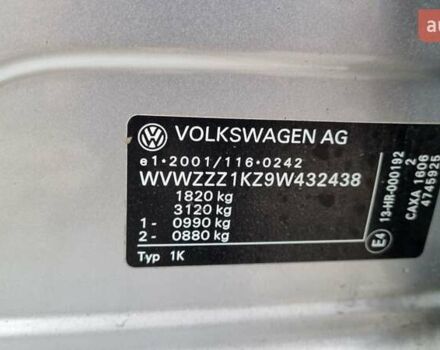 VOLKSWAGEN AG
e1*2001/116*0242
WVWZZZ1KZ9W432438
1820 kg
3120 kg
1- 0990 kg
2- 0880 kg
Typ 1K
E4
13-HR-000192
CAXA 1606
2
4745925